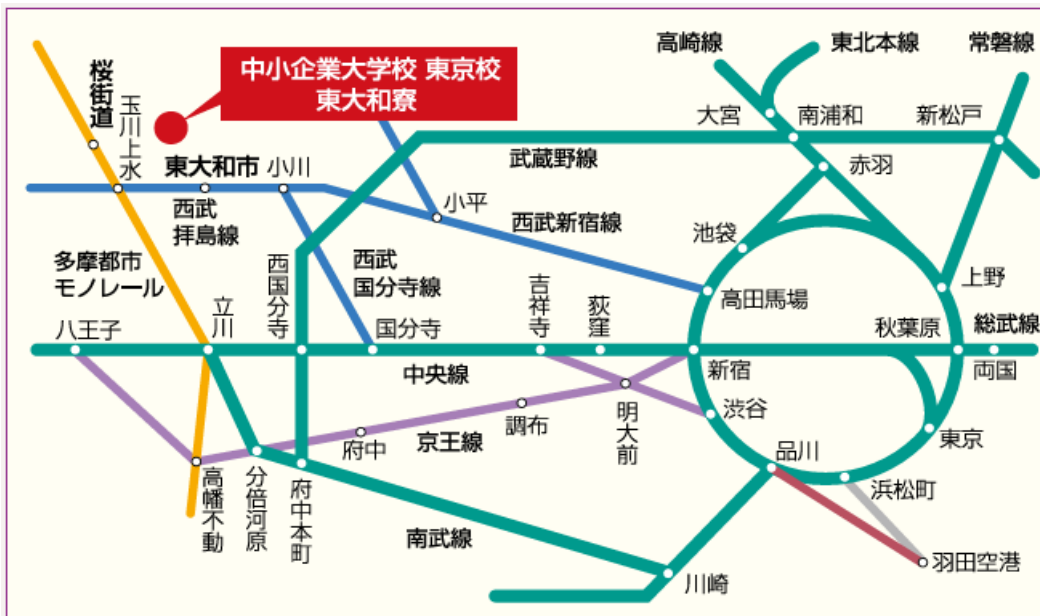 高崎線
東北本線
常磐線
中小企業大学校 東京校
東大和寮
桜街道
玉川上水
大宮
南浦和
新松戸
武蔵野線
赤羽
東大和市
小川
西武
拝島線
小平
西武新宿線
池袋
多摩都市
モノレール
西国分寺
西武
国分寺線
吉祥寺
荻窪
高田馬場
上野
八王子
立川
国分寺
秋葉原
総武線
中央線
新宿
両国
渋谷
調布
明大前
府中
京王線
東京
品川
高幡不動
分倍河原
府中本町
浜松町
南武線
羽田空港
川崎